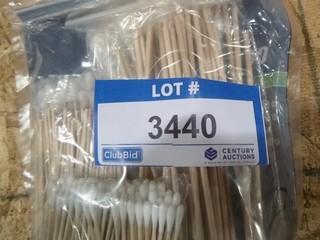 LOT #
3440
ClubBid
CENTURY
AUCTIONS